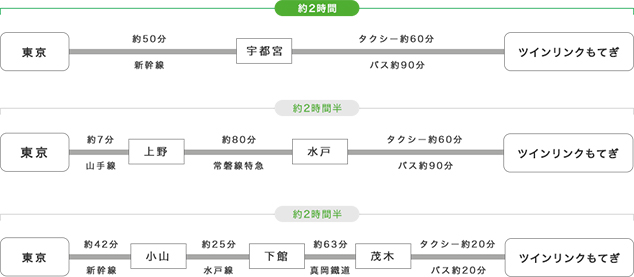 約2時間
約50分
タクシー約60分
東京
宇都宮
ツインリンクもてぎ
新幹線
バス約90分
約2時間半
約7分
約80分
タクシー約60分
東京
上野
水戸
ツインリンクもてぎ
山手線
常磐線特急
バス約90分
約2時間半
約42分
約25分
約63分
タクシー約20分
東京
小山
下館
茂木
ツインリンクもてぎ
新幹線
水戸線
真岡鐵道
バス約20分